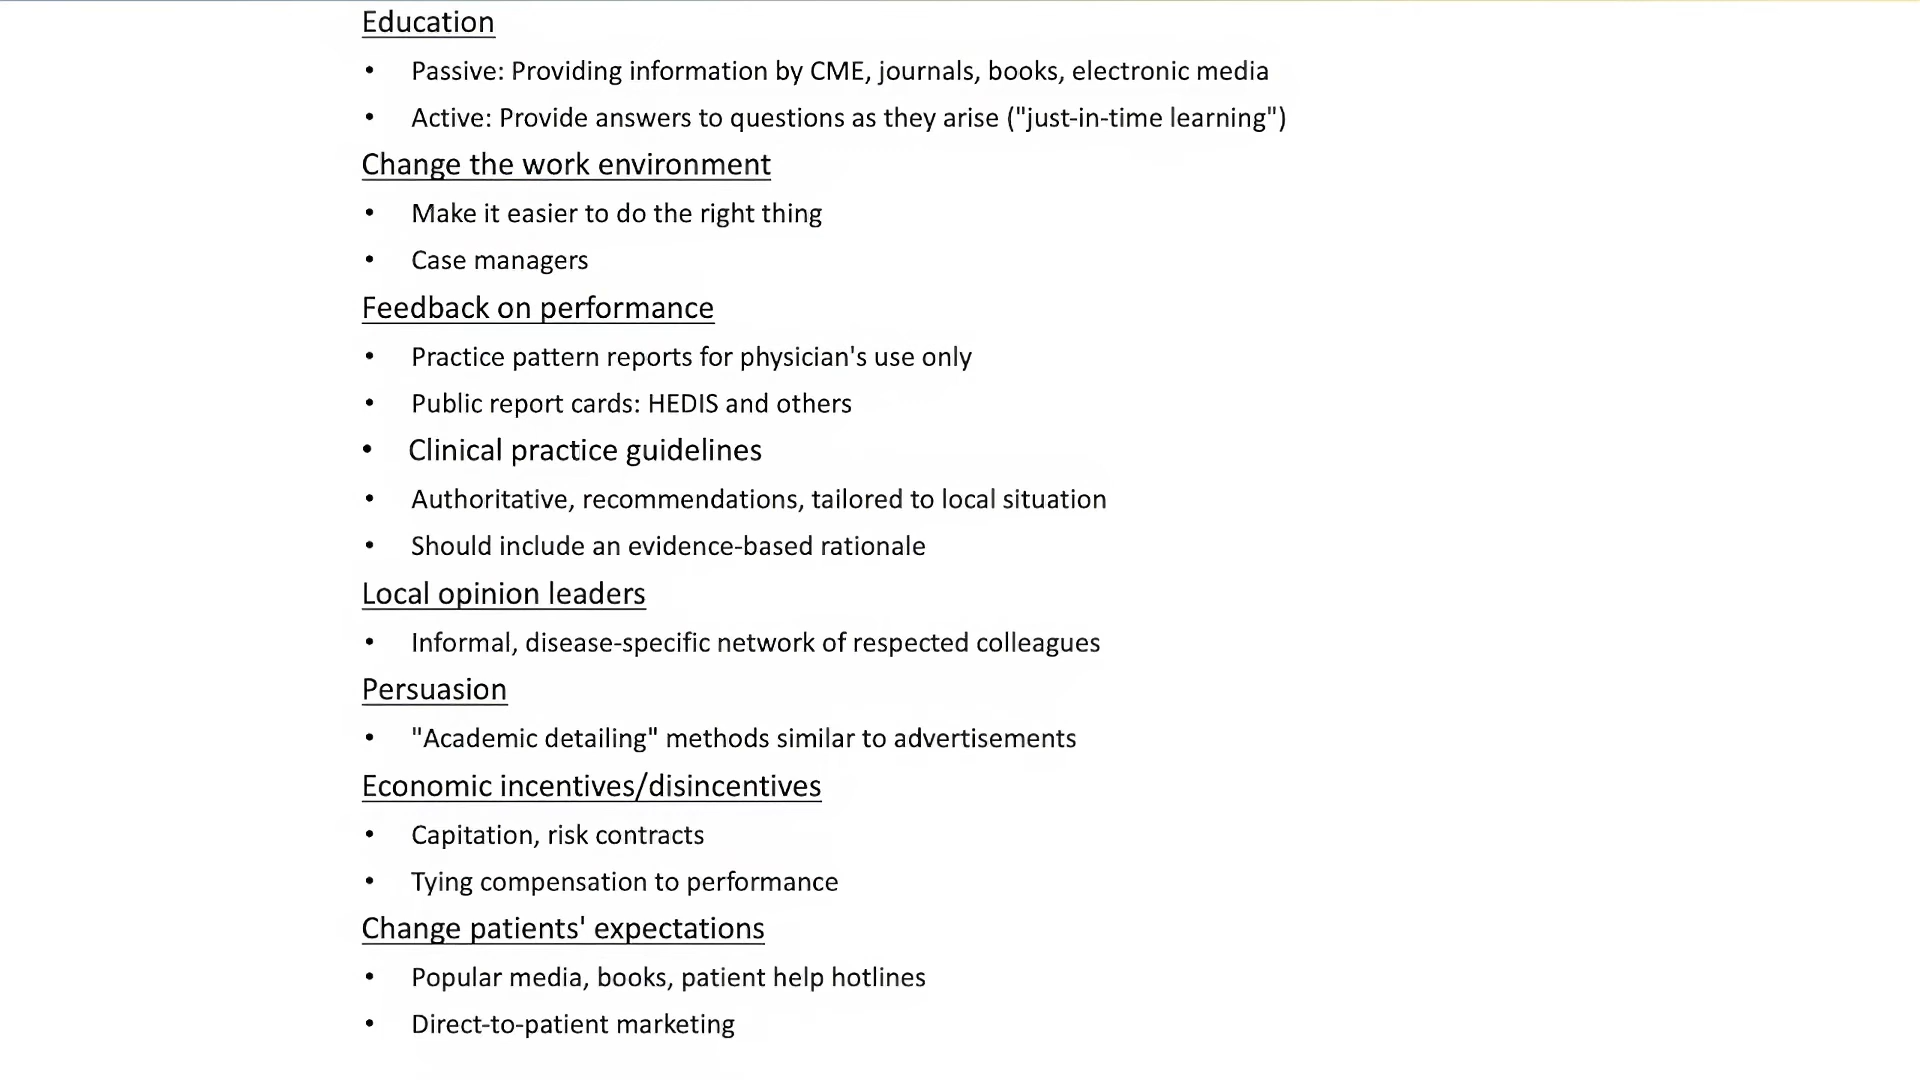 Education
• Passive: Providing information by CME, journals, books, electronic media
• Active: Provide answers to questions as they arise ("just-in-time learning")
Change the work environment
• Make it easier to do the right thing
• Case managers
Feedback on performance
• Practice pattern reports for physician's use only
• Public report cards: HEDIS and others
• Clinical practice guidelines
• Authoritative, recommendations, tailored to local situation
• Should include an evidence-based rationale
Local opinion leaders
• Informal, disease-specific network of respected colleagues
Persuasion
• "Academic detailing" methods similar to advertisements
Economic incentives/disincentives
• Capitation, risk contracts
• Tying compensation to performance
Change patients' expectations
• Popular media, books, patient help hotlines
• Direct-to-patient marketing